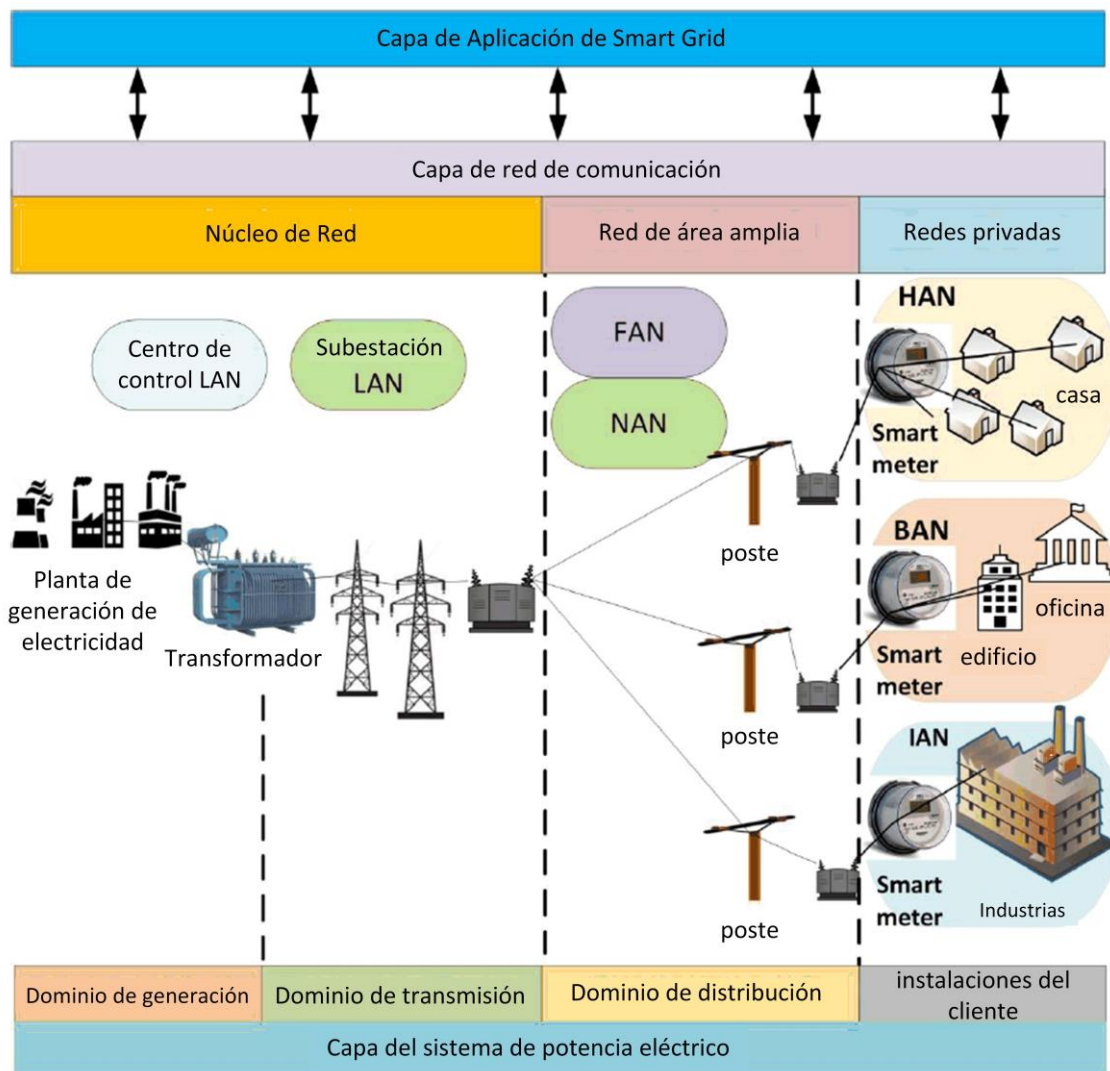 Capa de Aplicación de Smart Grid
Capa de red de comunicación
Núcleo de Red
Red de área amplia
Redes privadas
Centro de
control LAN
Subestación
LAN
FAN
NAN
HAN
casa
Smart
meter
Planta de
generación de
electricidad
Transformador
poste
BAN
oficina
edificio
Smart
meter
poste
IAN
Smart
meter
Industrias
poste
Dominio de generación
Dominio de transmisión
Dominio de distribución
instalaciones del
cliente
Capa del sistema de potencia eléctrico